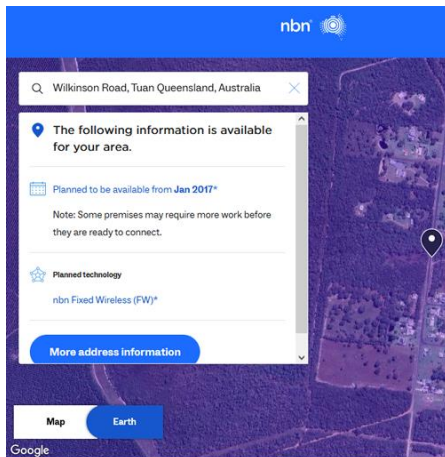 nbn®
Wilkinson Road, Tuan Queensland, Australia
The following information is available
for your area.
Planned to be available from Jan 2017*
Note: Some premises may require more work before
they are ready to connect.
Planned technology
nbn Fixed Wireless (FW)*
More address information
Map Earth
Google